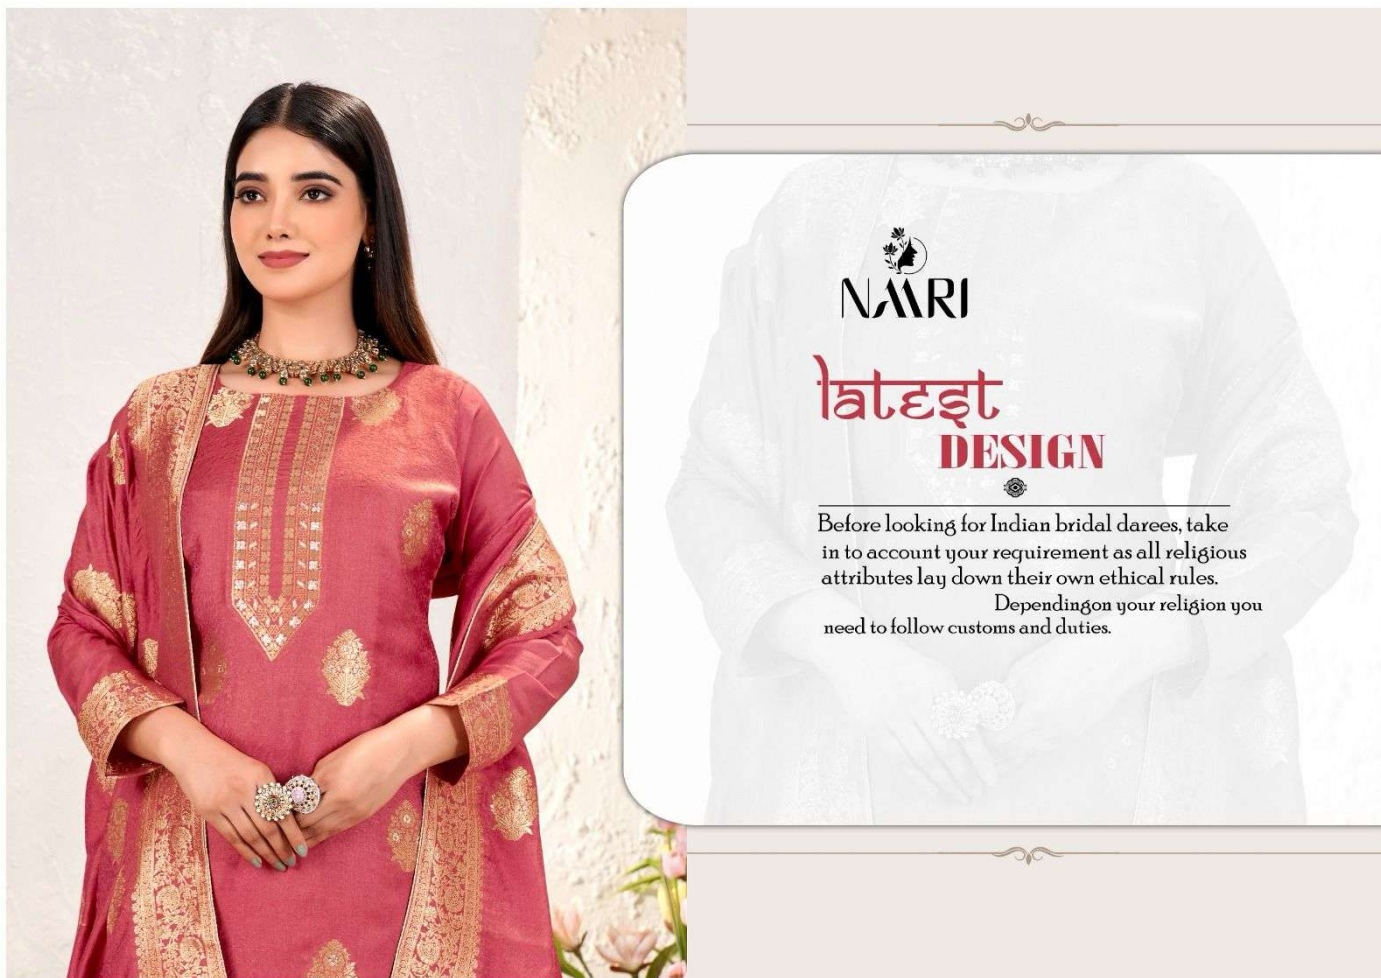 NAARI
latest
DESIGN
Before looking for Indian bridal darees, take
in to account your requirement as all religious
attributes lay down their own ethical rules.
Dependingon your religion you
need to follow customs and duties.